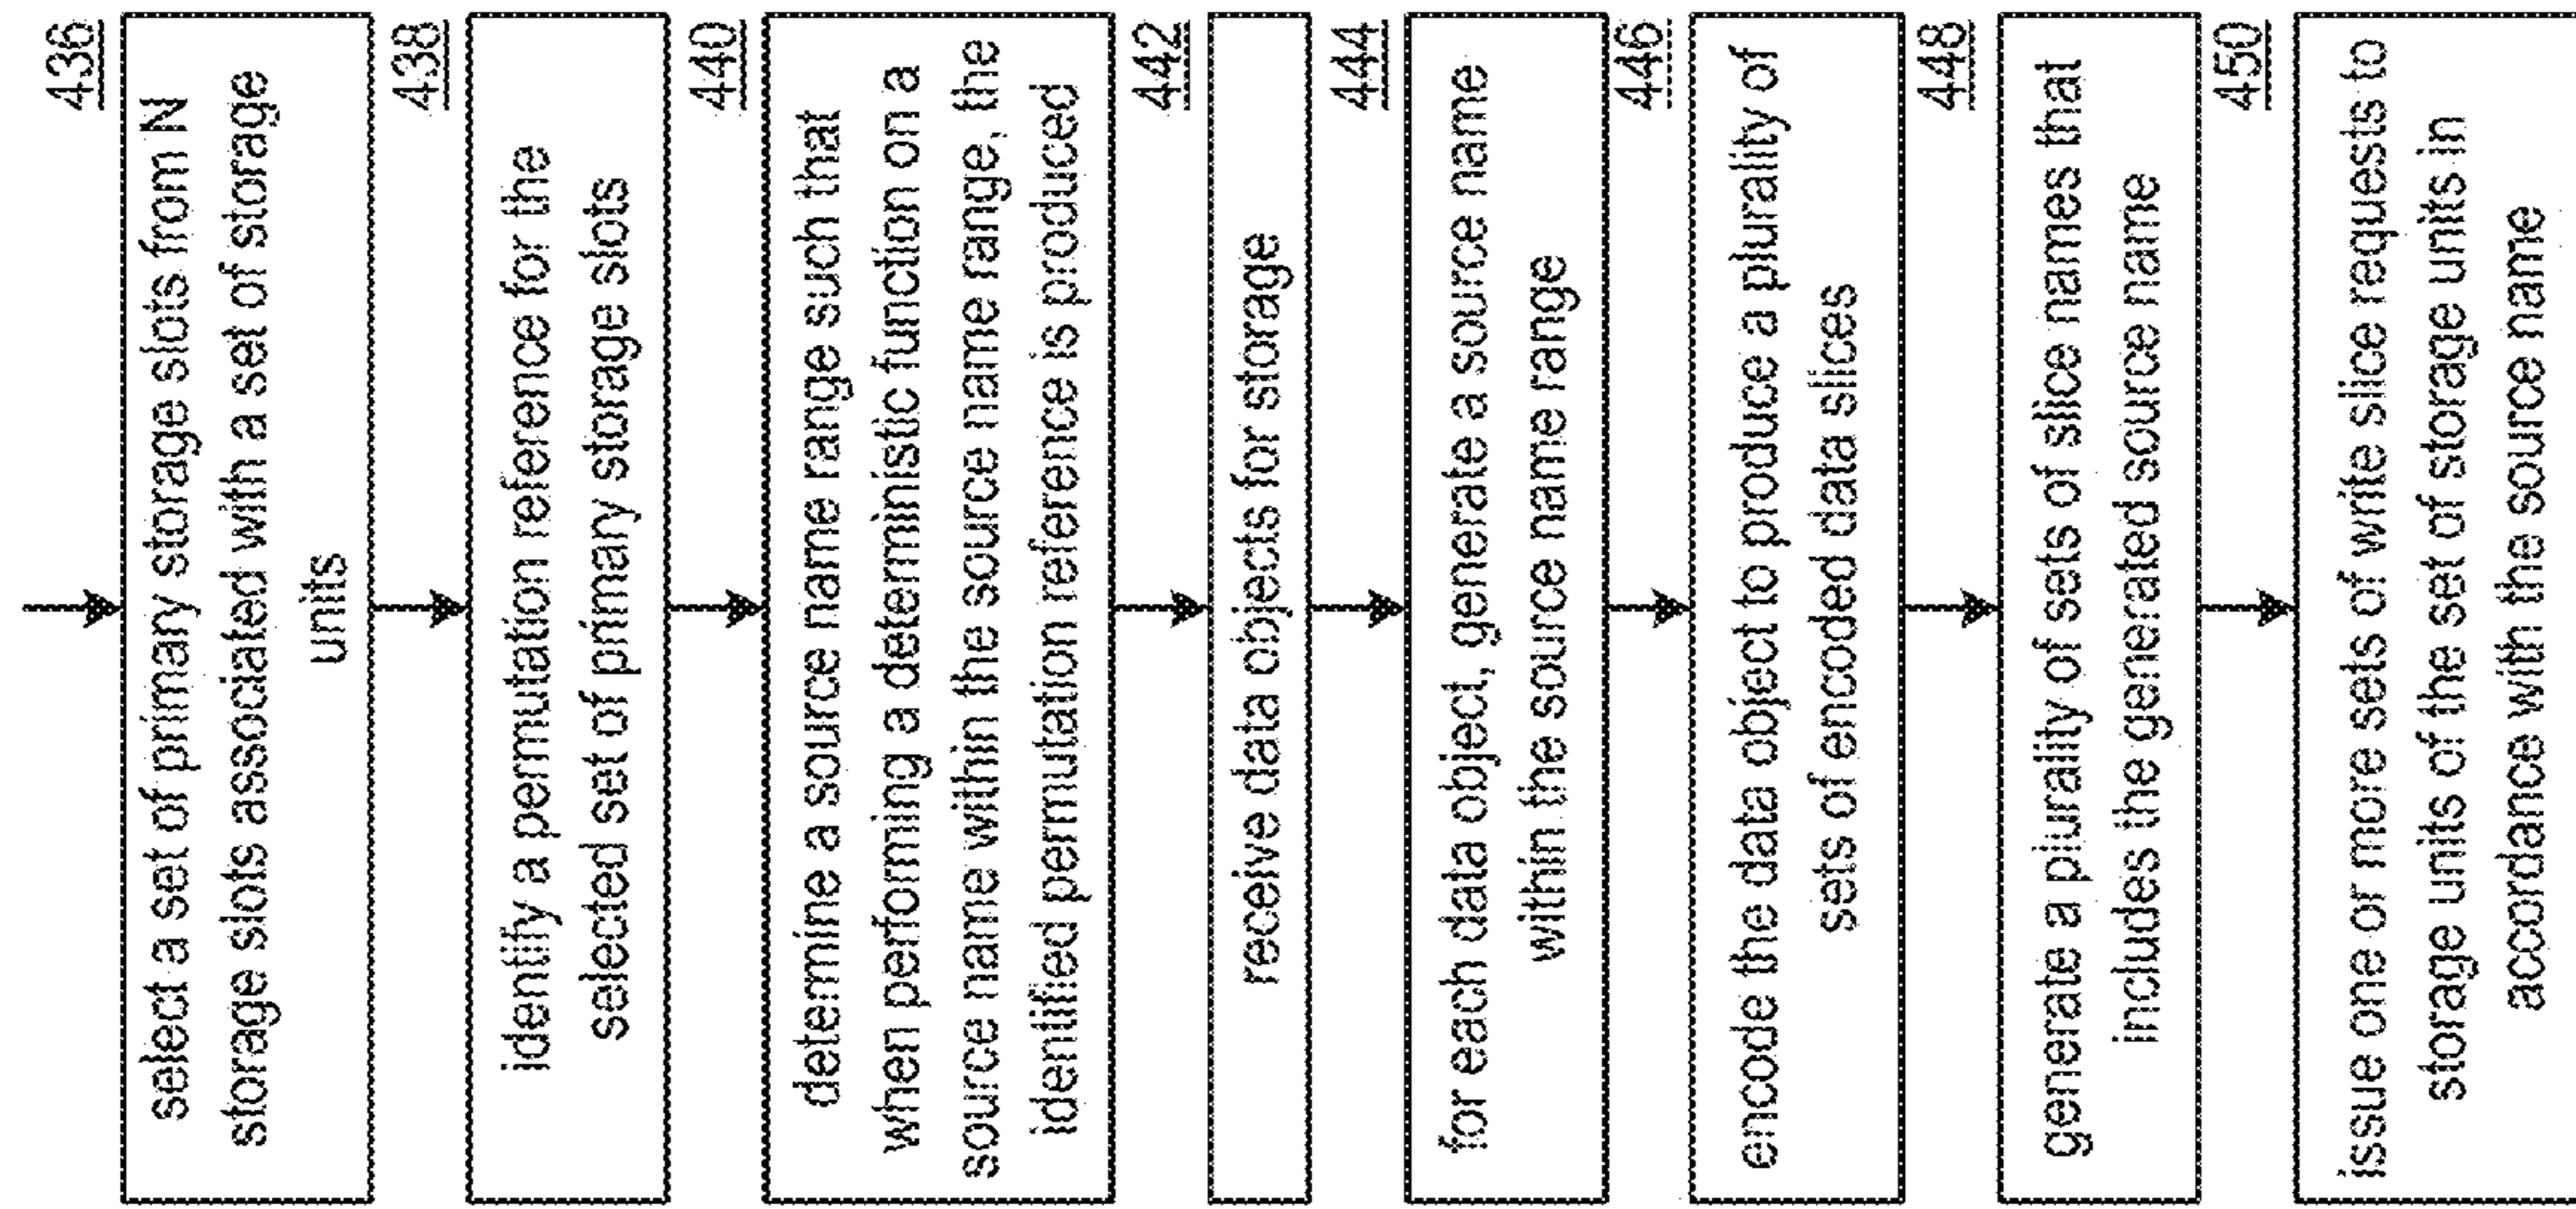 436
select a set of primary storage slots from N
storage slots associated with a set of storage
units
438
identify a permutation reference for the
selected set of primary storage slots
440
determine a source name range such that
when performing a deterministic function on a
source name within the source name range, the
identified permutation reference is produced
442
receive data objects for storage
444
for each data object, generate a source name
within the source name range
446
encode the data object to produce a plurality of
sets of encoded data slices
448
generate a plurality of sets of slice names that
includes the generated source name
450
issue one or more sets of write slice requests to
storage units of the set of storage units in
accordance with the source name